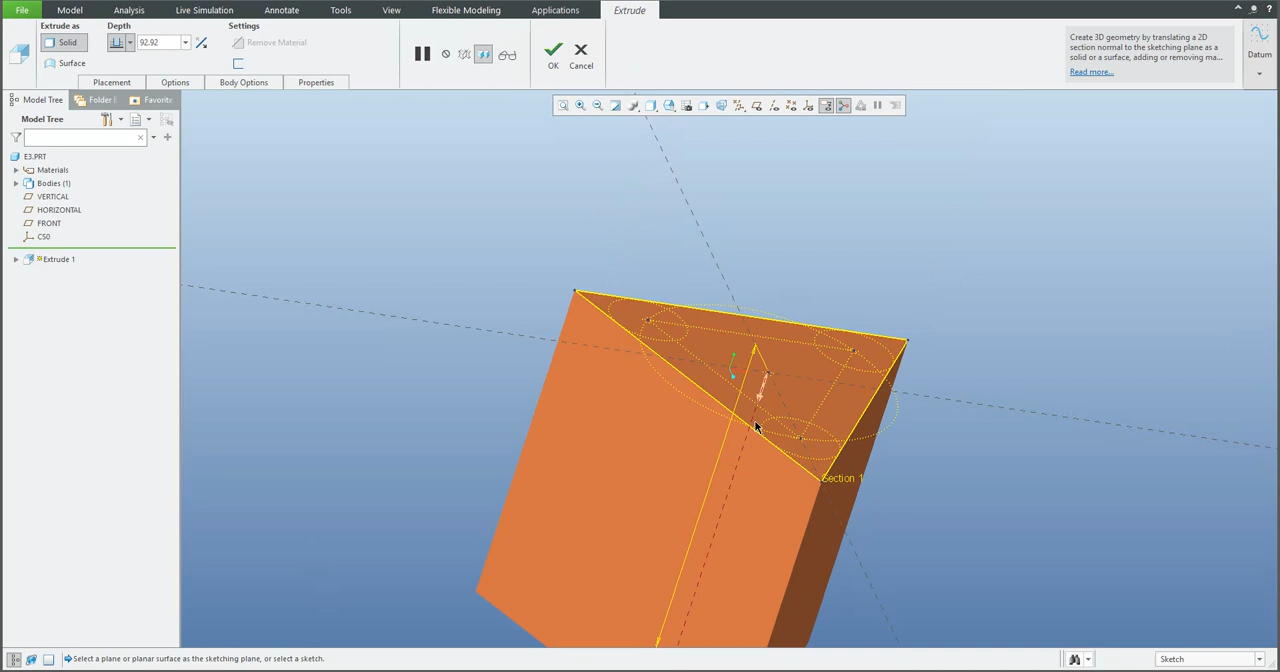 File Model Analysis Live Simulation Annotate Tools View Flexible Modeling Applications Extrude
Extrude as Depth Settings
Solid 92.92 Remove Material
Surface
OK Cancel
Placement Options Body Options Properties
Create 3D geometry by translating a 2D
section normal to the sketching plane as a
solid or a surface, adding or removing ma...
Read more...
Datum
Model Tree Folder Favorite
Model Tree
E3.PRT
Materials
Bodies (1)
VERTICAL
HORIZONTAL
FRONT
CS0
Extrude 1
Section 1
Select a plane or planar surface as the sketching plane, or select a sketch.
Sketch